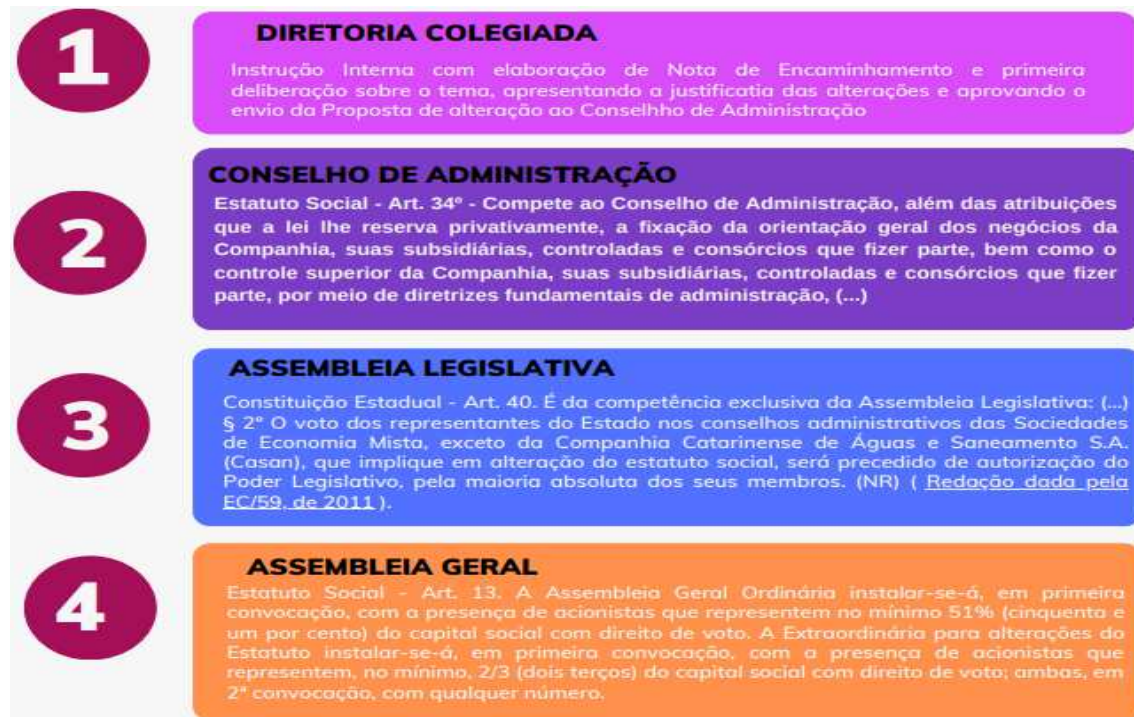 1
DIRETORIA COLEGIADA
Instrução Interna com elaboração de Nota de Encaminhamento e primeira
deliberação sobre o tema, apresentando a justificatia das alterações e aprovando o
envio da Proposta de alteração ao Conselhho de Administração
2
CONSELHO DE ADMINISTRAÇÃO
Estatuto Social - Art. 34º - Compete ao Conselho de Administração, além das atribuições
que a lei lhe reserva privativamente, a fixação da orientação geral dos negócios da
Companhia, suas subsidiárias, controladas e consórcios que fizer parte, bem como o
controle superior da Companhia, suas subsidiárias, controladas e consórcios que fizer
parte, por meio de diretrizes fundamentais de administração, (...)
3
ASSEMBLEIA LEGISLATIVA
Constituição Estadual - Art. 40. É da competência exclusiva da Assembleia Legislativa: (...)
§ 2º O voto dos representantes do Estado nos conselhos administrativos das Sociedades
de Economia Mista, exceto da Companhia Catarinense de Águas e Saneamento S.A.
(Casan), que implique em alteração do estatuto social, será precedido de autorização do
Poder Legislativo, pela maioria absoluta dos seus membros. (NR) ( Redação dada pela
EC/59, de 2011 ).
4
ASSEMBLEIA GERAL
Estatuto Social - Art. 13. A Assembleia Geral Ordinária instalar-se-á, em primeira
convocação, com a presença de acionistas que representem no mínimo 51% (cinquenta e
um por cento) do capital social com direito de voto. A Extraordinária para alterações do
Estatuto instalar-se-á, em primeira convocação, com a presença de acionistas que
representem, no mínimo, 2/3 (dois terços) do capital social com direito de voto; ambas, em
2ª convocação, com qualquer número.